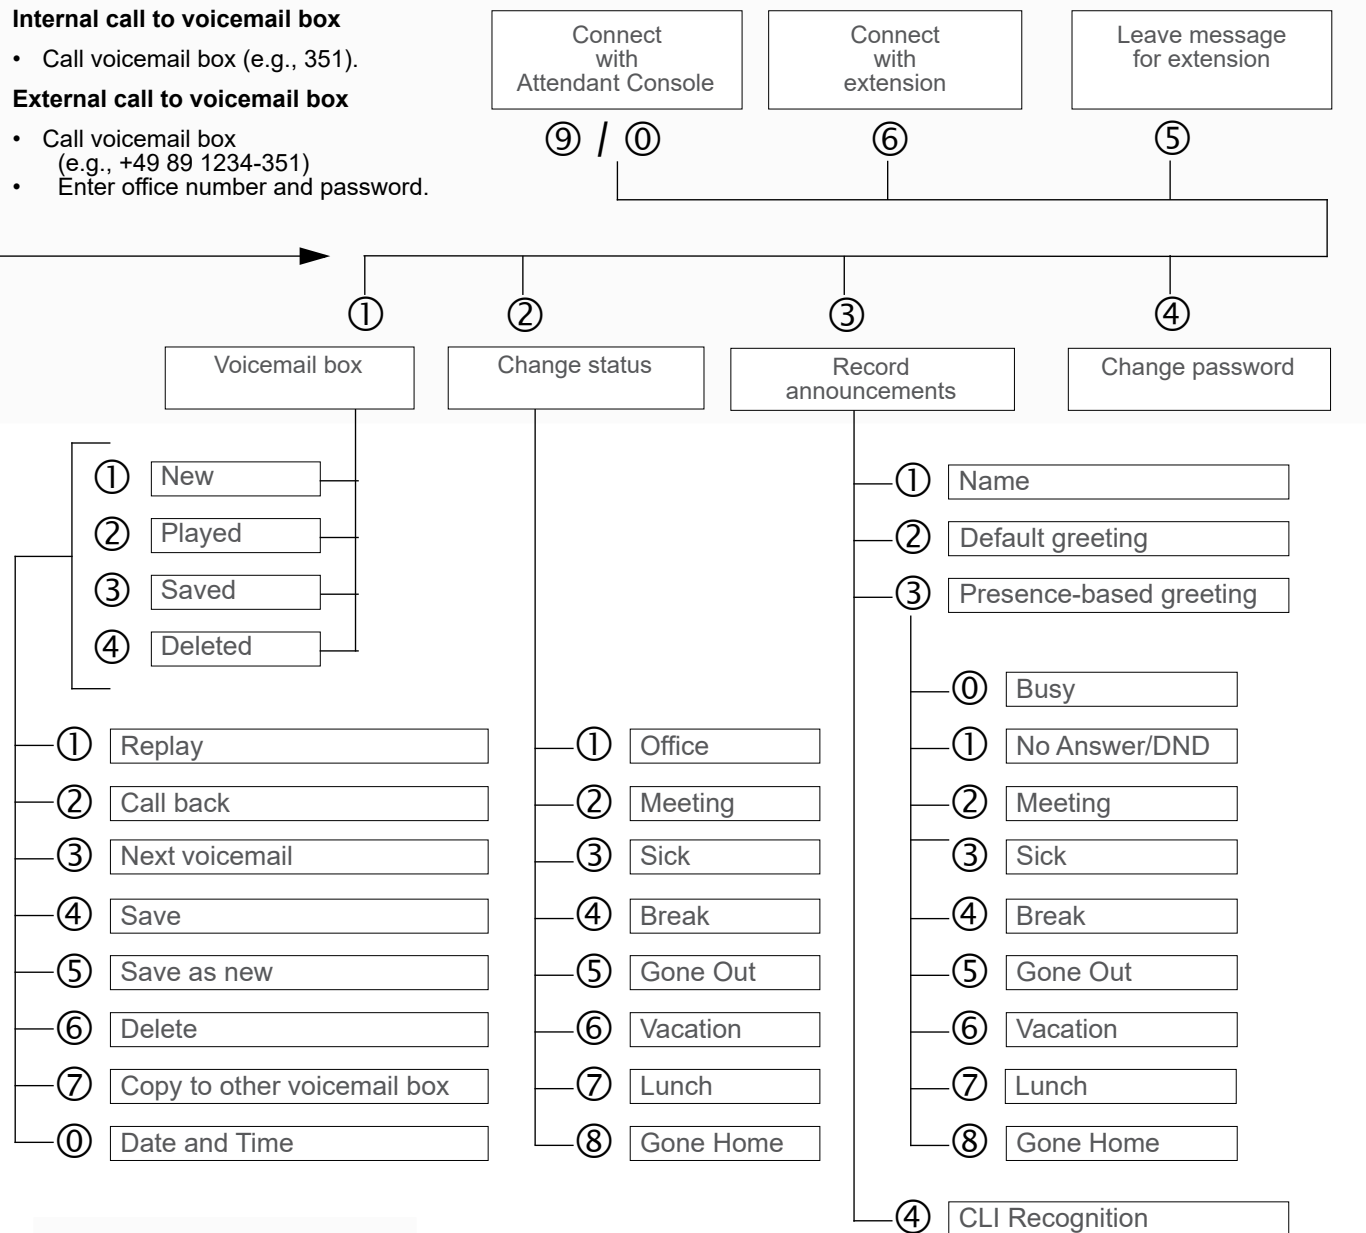 Internal call to voicemail box
• Call voicemail box (e.g., 351).
External call to voicemail box
• Call voicemail box
(e.g., +49 89 1234-351)
• Enter office number and password.
Connect
with
Attendant Console
⑨ / ⓪
Connect
with
extension
⑥
Leave message
for extension
⑤
①
Voicemail box
②
Change status
③
Record
announcements
④
Change password
① New
② Played
③ Saved
④ Deleted
① Replay
② Call back
③ Next voicemail
④ Save
⑤ Save as new
⑥ Delete
⑦ Copy to other voicemail box
⓪ Date and Time
① Office
② Meeting
③ Sick
④ Break
⑤ Gone Out
⑥ Vacation
⑦ Lunch
⑧ Gone Home
① Name
② Default greeting
③ Presence-based greeting
⓪ Busy
① No Answer/DND
② Meeting
③ Sick
④ Break
⑤ Gone Out
⑥ Vacation
⑦ Lunch
⑧ Gone Home
④ CLI Recognition